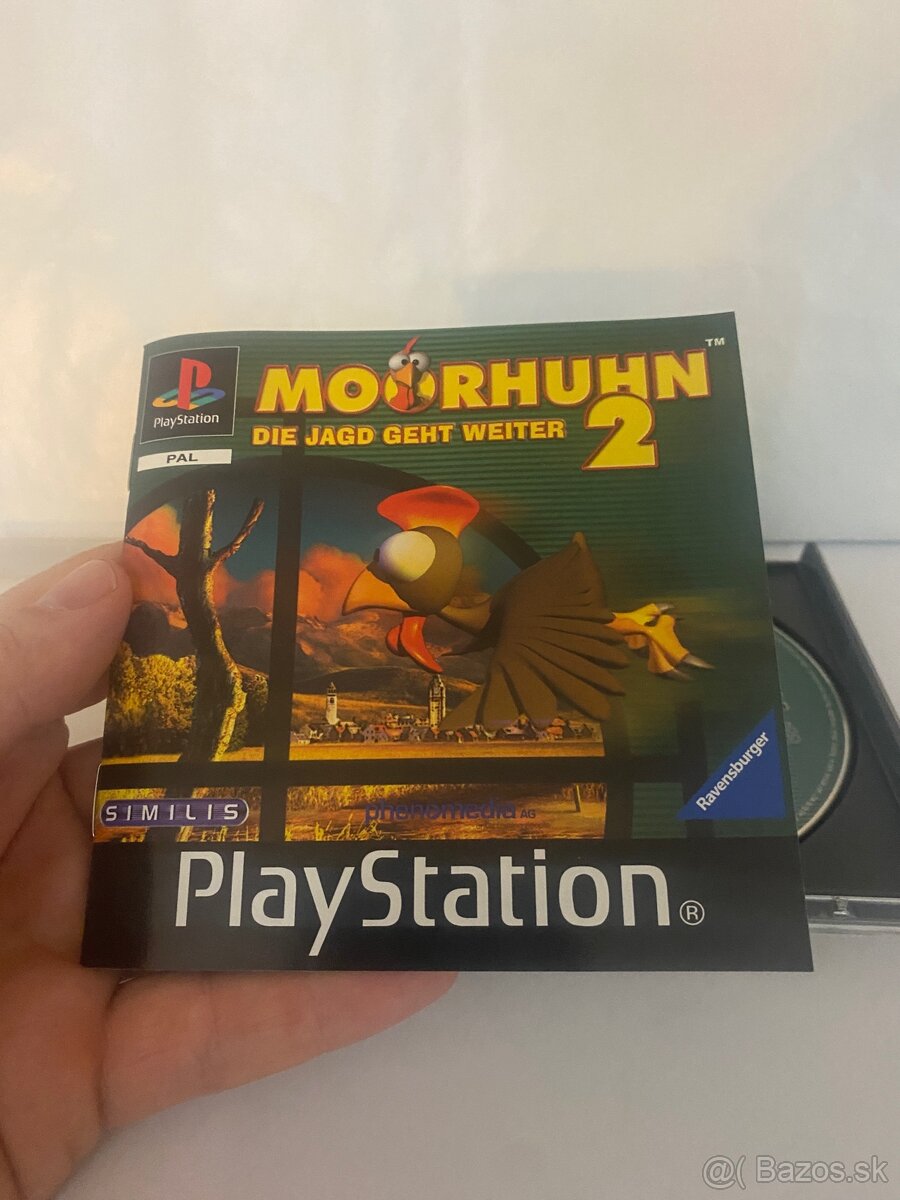 MOORHUHN™
PlayStation
DIE JAGD GEHT WEITER 2
PAL
Ravensburger
SIMILIS
phenomedia AG
PlayStation®
@( Bazos.sk